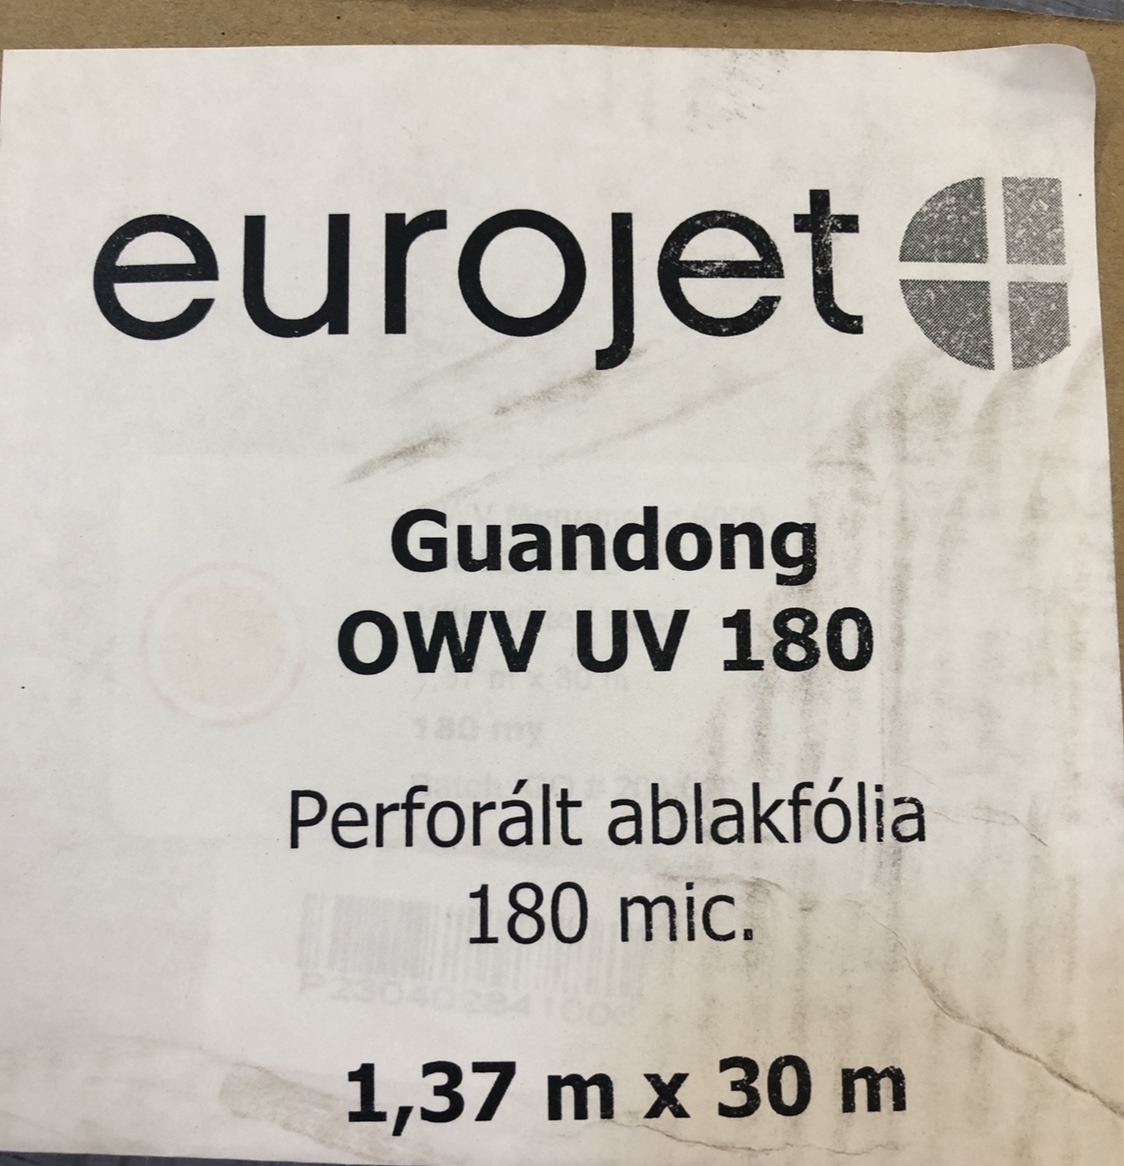 eurojet
Guandong
OWV UV 180
Perforált ablakfólia
180 mic.
1,37 m x 30 m